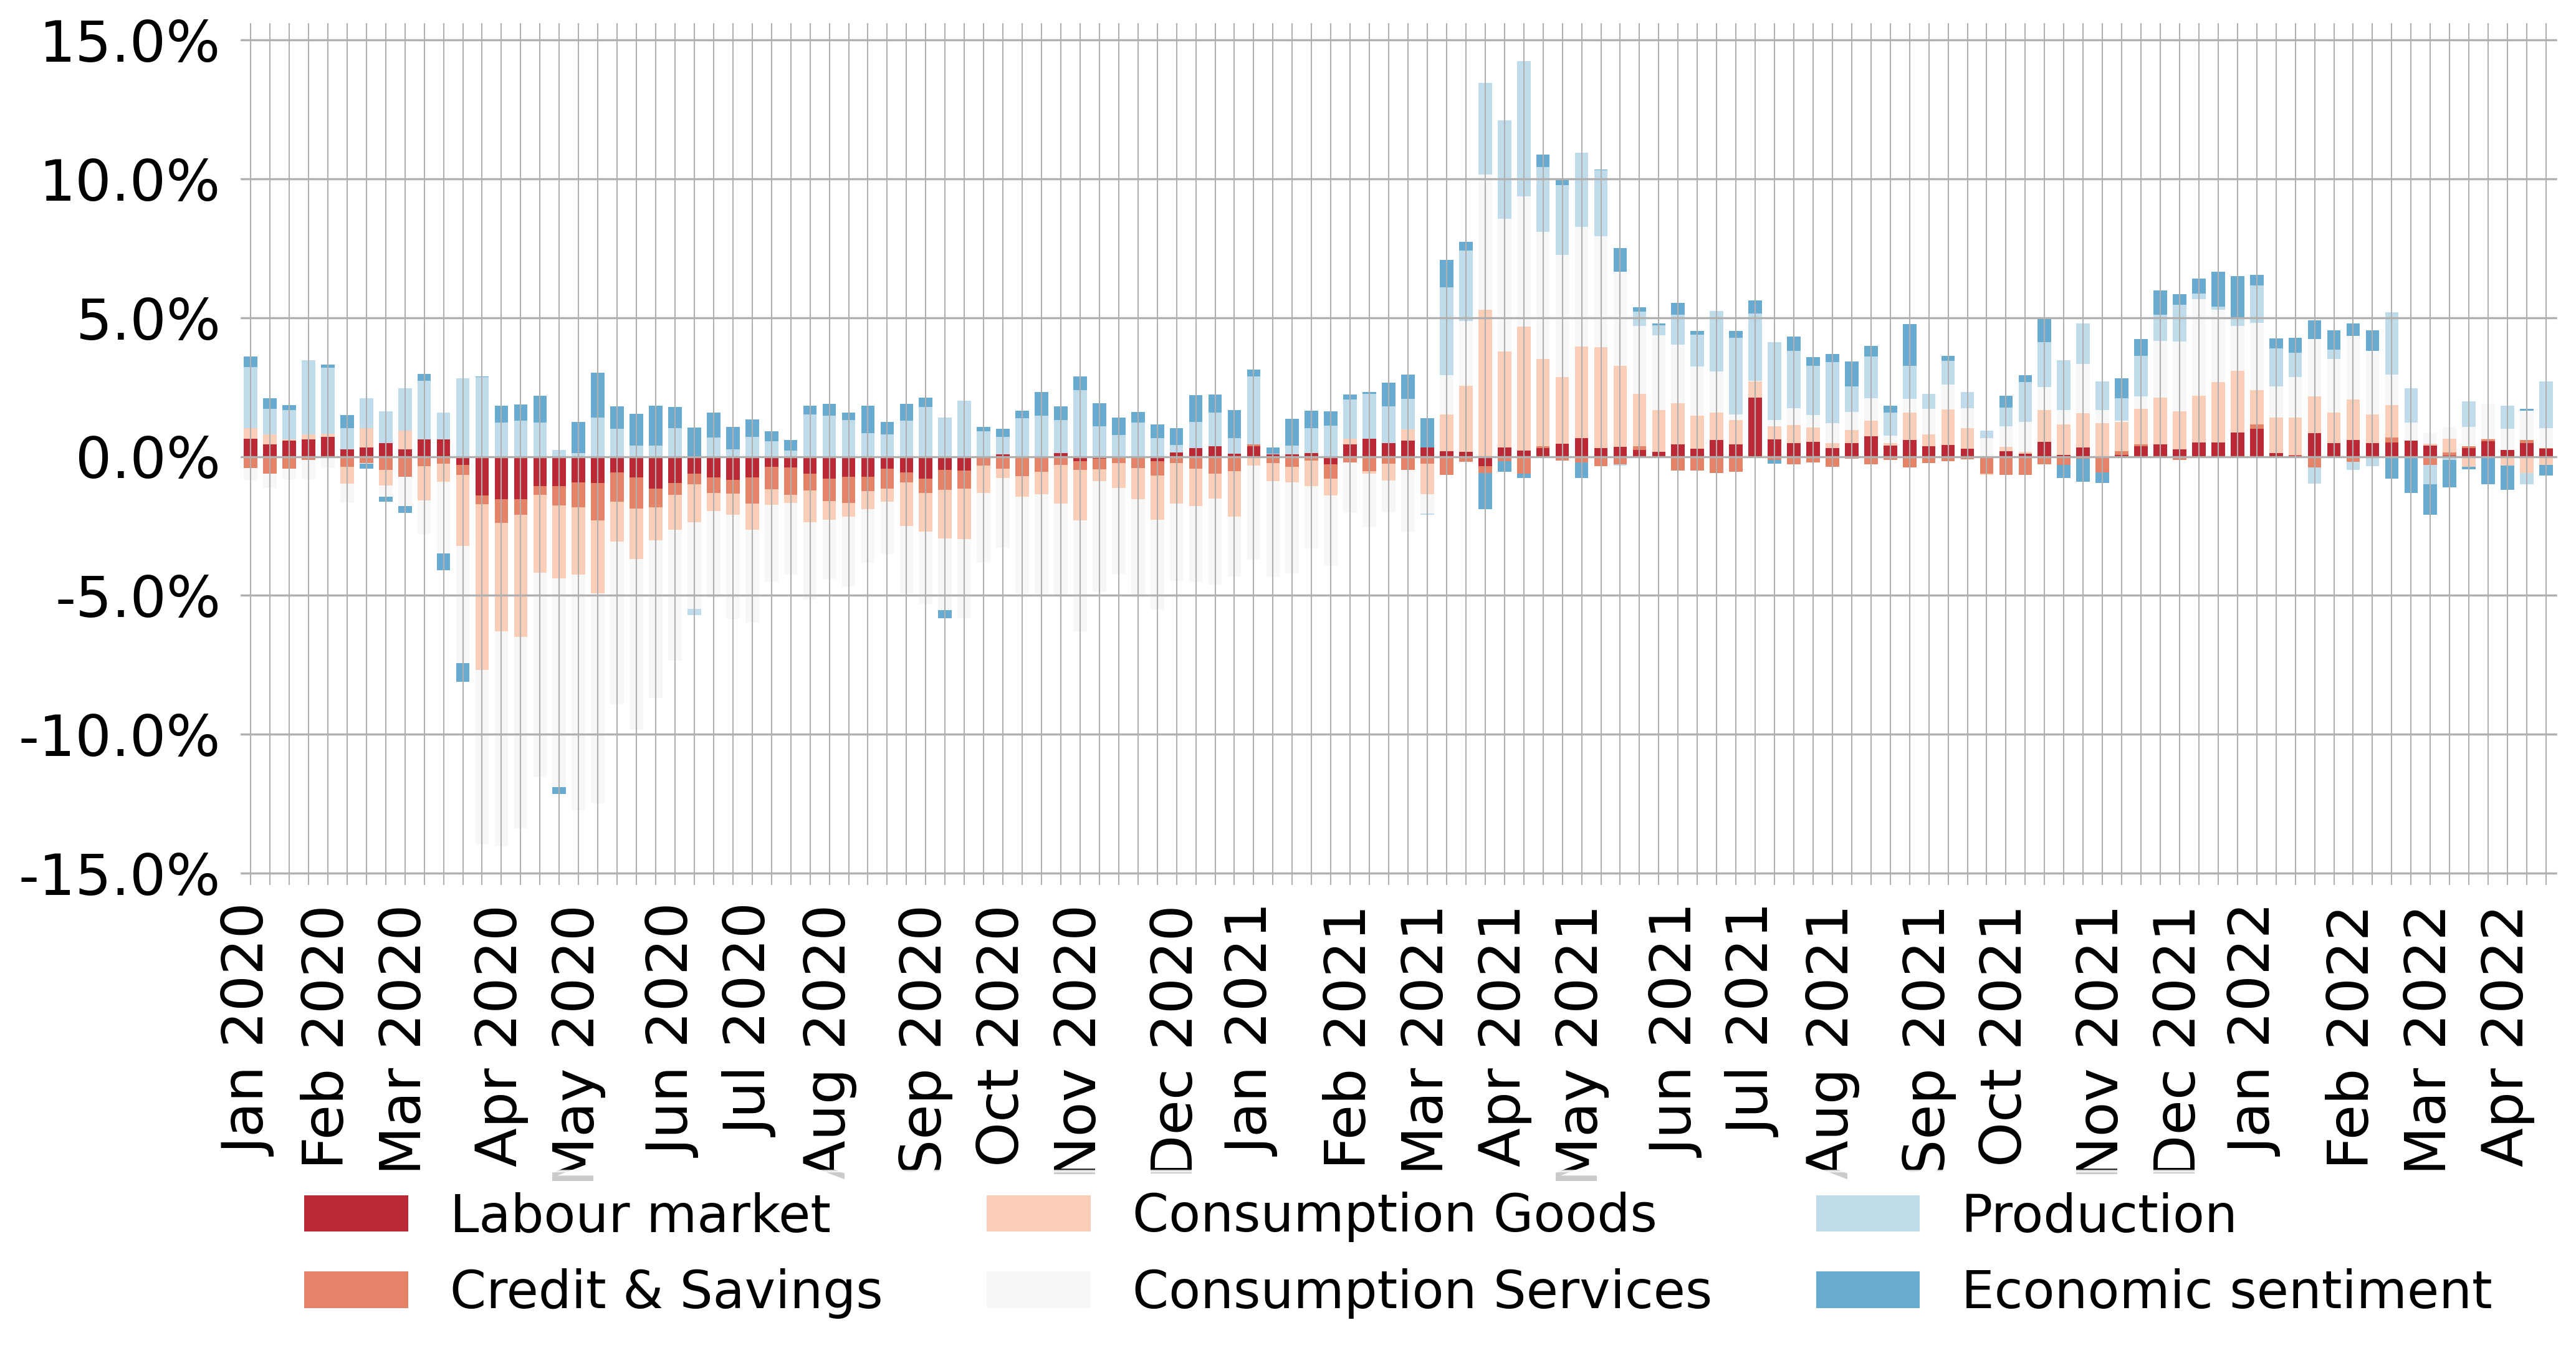 15.0%
10.0%
5.0%
0.0%
-5.0%
-10.0%
-15.0%
Jan 2020
Feb 2020
Mar 2020
Apr 2020
May 2020
Jun 2020
Jul 2020
Aug 2020
Sep 2020
Oct 2020
Nov 2020
Dec 2020
Jan 2021
Feb 2021
Mar 2021
Apr 2021
May 2021
Jun 2021
Jul 2021
Aug 2021
Sep 2021
Oct 2021
Nov 2021
Dec 2021
Jan 2022
Feb 2022
Mar 2022
Apr 2022
Labour market
Consumption Goods
Production
Credit & Savings
Consumption Services
Economic sentiment